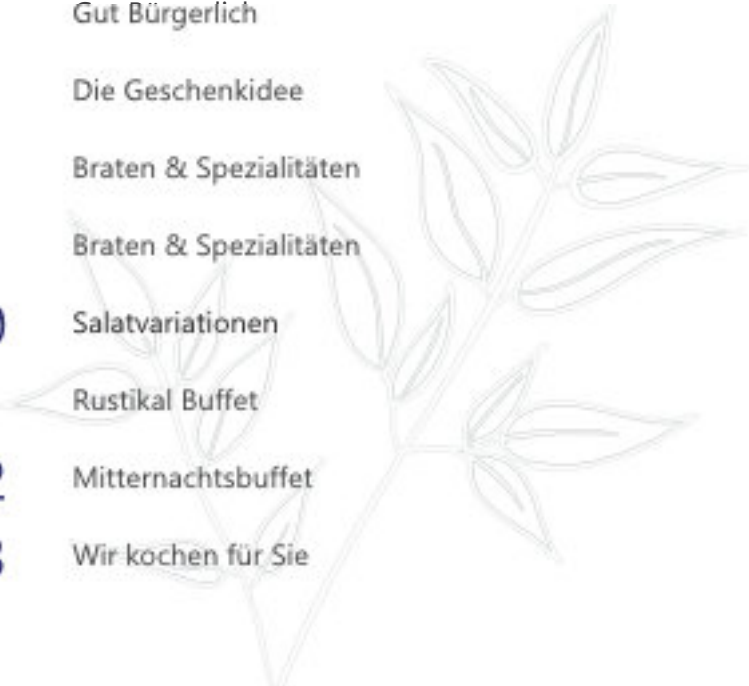 Gut Bürgerlich
Die Geschenkidee
Braten & Spezialitäten
Braten & Spezialitäten
Salatvariationen
Rustikal Buffet
Mitternachtsbuffet
Wir kochen für Sie